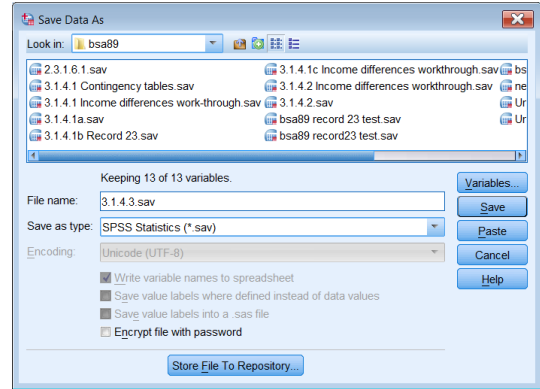 Save Data As
Look in: bsa89
2.3.1.6.1.sav
3.1.4.1 Contingency tables.sav
3.1.4.1 Income differences work-through.sav
3.1.4.1a.sav
3.1.4.1b Record 23.sav
3.1.4.1c Income differences workthrough.sav
3.1.4.2 Income differences workthrough.sav
3.1.4.2.sav
bsa89 record 23 test.sav
bsa89 record23 test.sav
bs
ne
Ur
Ur
Keeping 13 of 13 variables.
Variables...
File name: 3.1.4.3.sav
Save
Save as type: SPSS Statistics (*.sav)
Paste
Encoding: Unicode (UTF-8)
Cancel
Write variable names to spreadsheet
Help
Save value labels where defined instead of data values
Save value labels into a .sas file
Encrypt file with password
Store File To Repository...